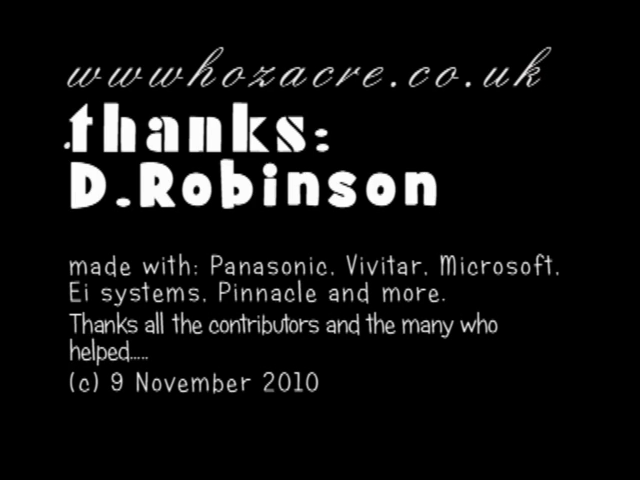 wwwhozacre.co.uk
.thanks:
D.Robinson
made with: Panasonic, Vivitar, Microsoft,
Ei systems, Pinnacle and more.
Thanks all the contributors and the many who
helped.....
(c) 9 November 2010